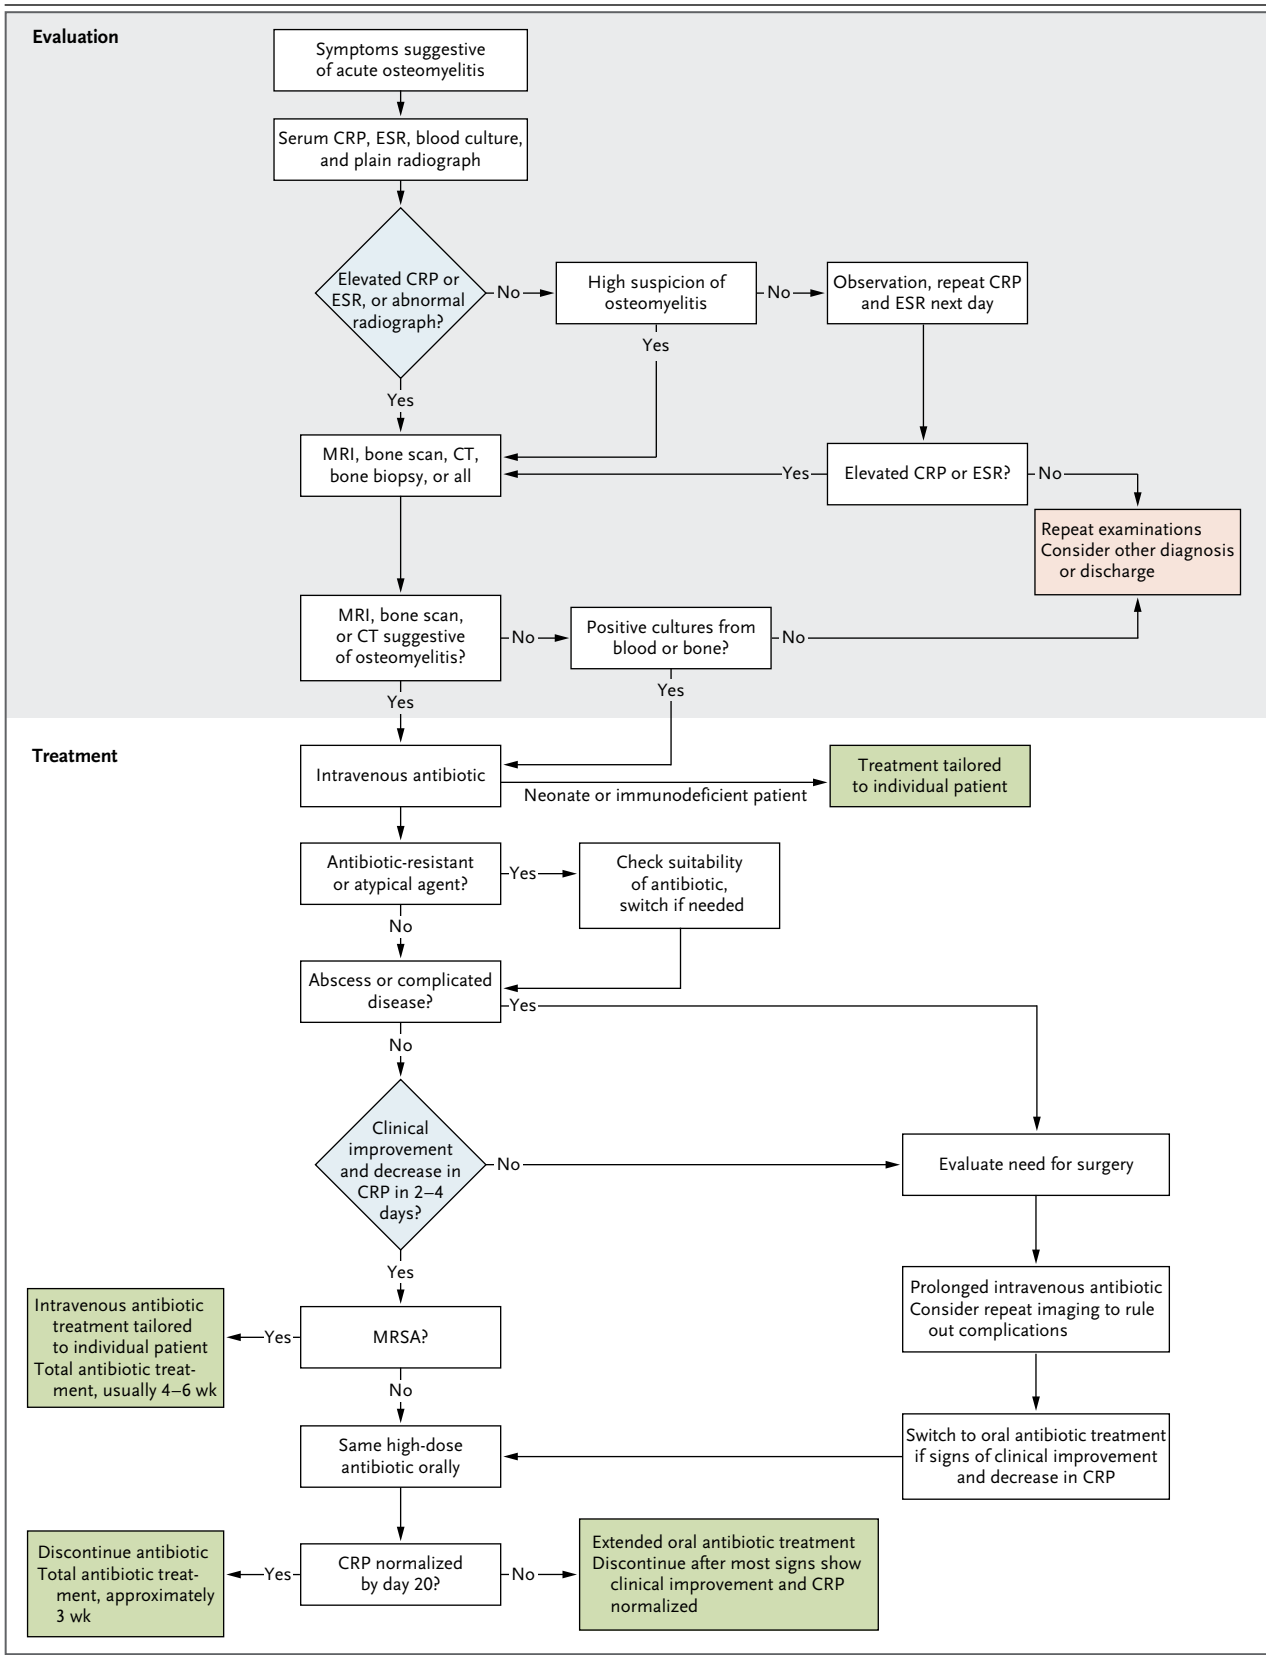 Evaluation
Symptoms suggestive
of acute osteomyelitis
Serum CRP, ESR, blood culture,
and plain radiograph
Elevated CRP or
ESR, or abnormal
radiograph?
No
High suspicion of
osteomyelitis
No
Observation, repeat CRP
and ESR next day
Yes
Yes
MRI, bone scan, CT,
bone biopsy, or all
Yes
Elevated CRP or ESR?
No
Repeat examinations
Consider other diagnosis
or discharge
MRI, bone scan,
or CT suggestive
of osteomyelitis?
No
Positive cultures from
blood or bone?
No
Yes
Yes
Treatment
Intravenous antibiotic
Neonate or immunodeficient patient
Treatment tailored
to individual patient
Antibiotic-resistant
or atypical agent?
Yes
Check suitability
of antibiotic,
switch if needed
No
Abscess or complicated
disease?
Yes
No
Clinical
improvement
and decrease in
CRP in 2–4
days?
No
Evaluate need for surgery
Yes
Prolonged intravenous antibiotic
Consider repeat imaging to rule
out complications
MRSA?
Yes
Intravenous antibiotic
treatment tailored
to individual patient
Total antibiotic treat-
ment, usually 4–6 wk
No
Same high-dose
antibiotic orally
Switch to oral antibiotic treatment
if signs of clinical improvement
and decrease in CRP
CRP normalized
by day 20?
Yes
Discontinue antibiotic
Total antibiotic treat-
ment, approximately
3 wk
No
Extended oral antibiotic treatment
Discontinue after most signs show
clinical improvement and CRP
normalized